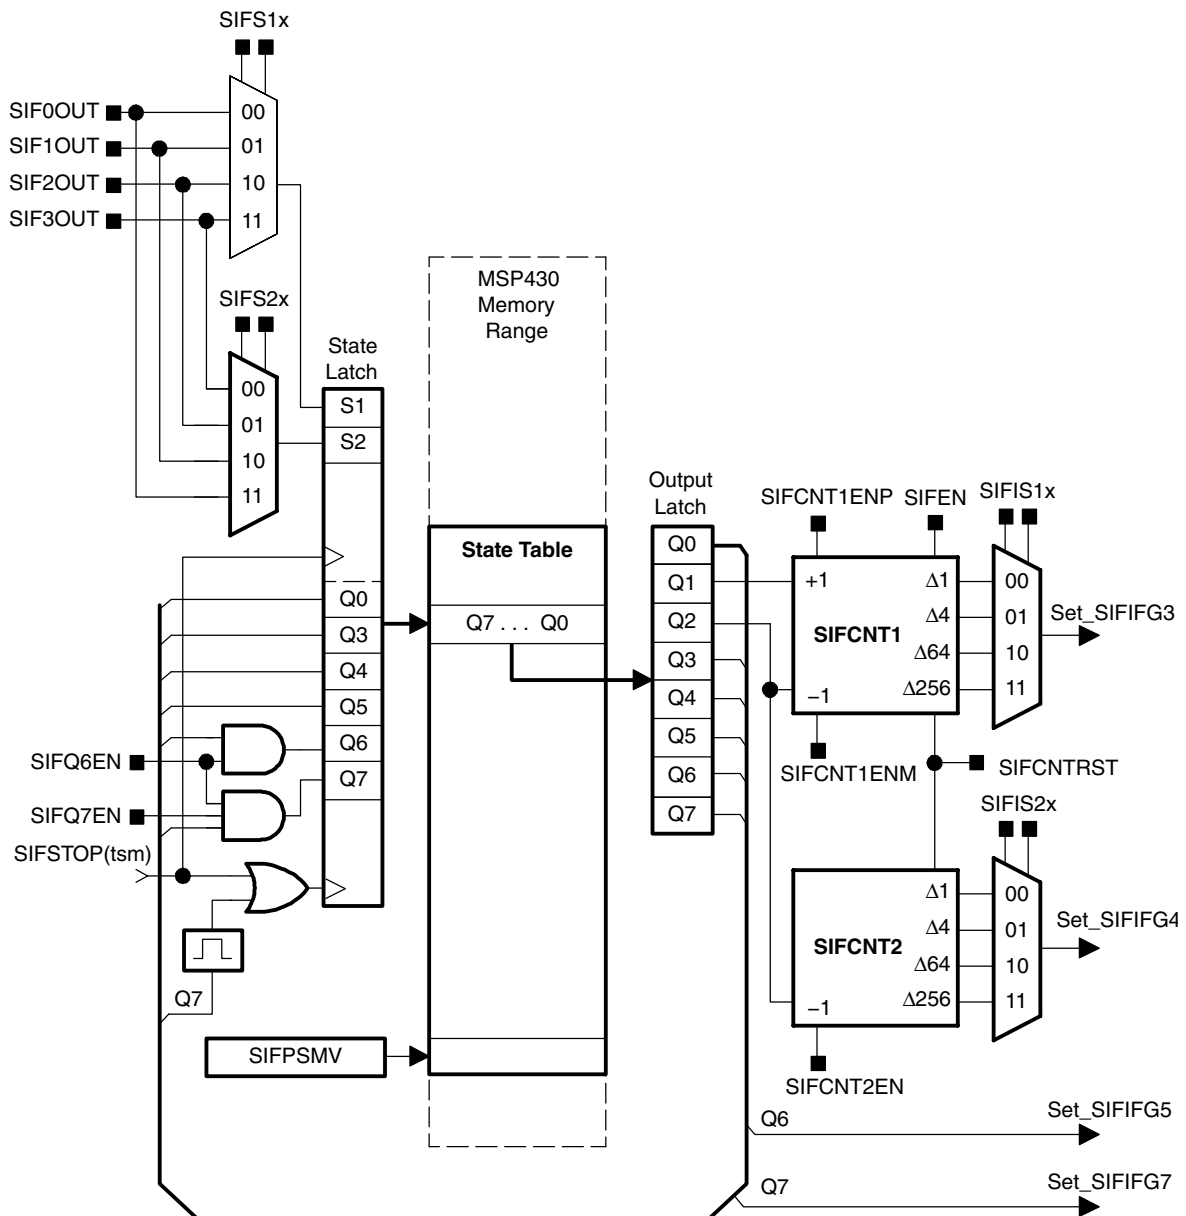 SIFS1x
SIF0OUT
SIF1OUT
SIF2OUT
SIF3OUT
00
01
10
11
SIFS2x
00
01
10
11
State
Latch
S1
S2
Q0
Q3
Q4
Q5
Q6
Q7
SIFQ6EN
SIFQ7EN
SIFSTOP(tsm)
Q7
SIFPSMV
MSP430
Memory
Range
State Table
Q7 . . . Q0
Output
Latch
Q0
Q1
Q2
Q3
Q4
Q5
Q6
Q7
SIFCNT1ENP
SIFEN
SIFIS1x
+1
Δ1
Δ4
SIFCNT1
Δ64
−1
Δ256
00
01
10
11
Set_SIFIFG3
SIFCNT1ENM
SIFCNTRST
SIFIS2x
Δ1
Δ4
SIFCNT2
Δ64
−1
Δ256
00
01
10
11
Set_SIFIFG4
SIFCNT2EN
Q6
Set_SIFIFG5
Q7
Set_SIFIFG7